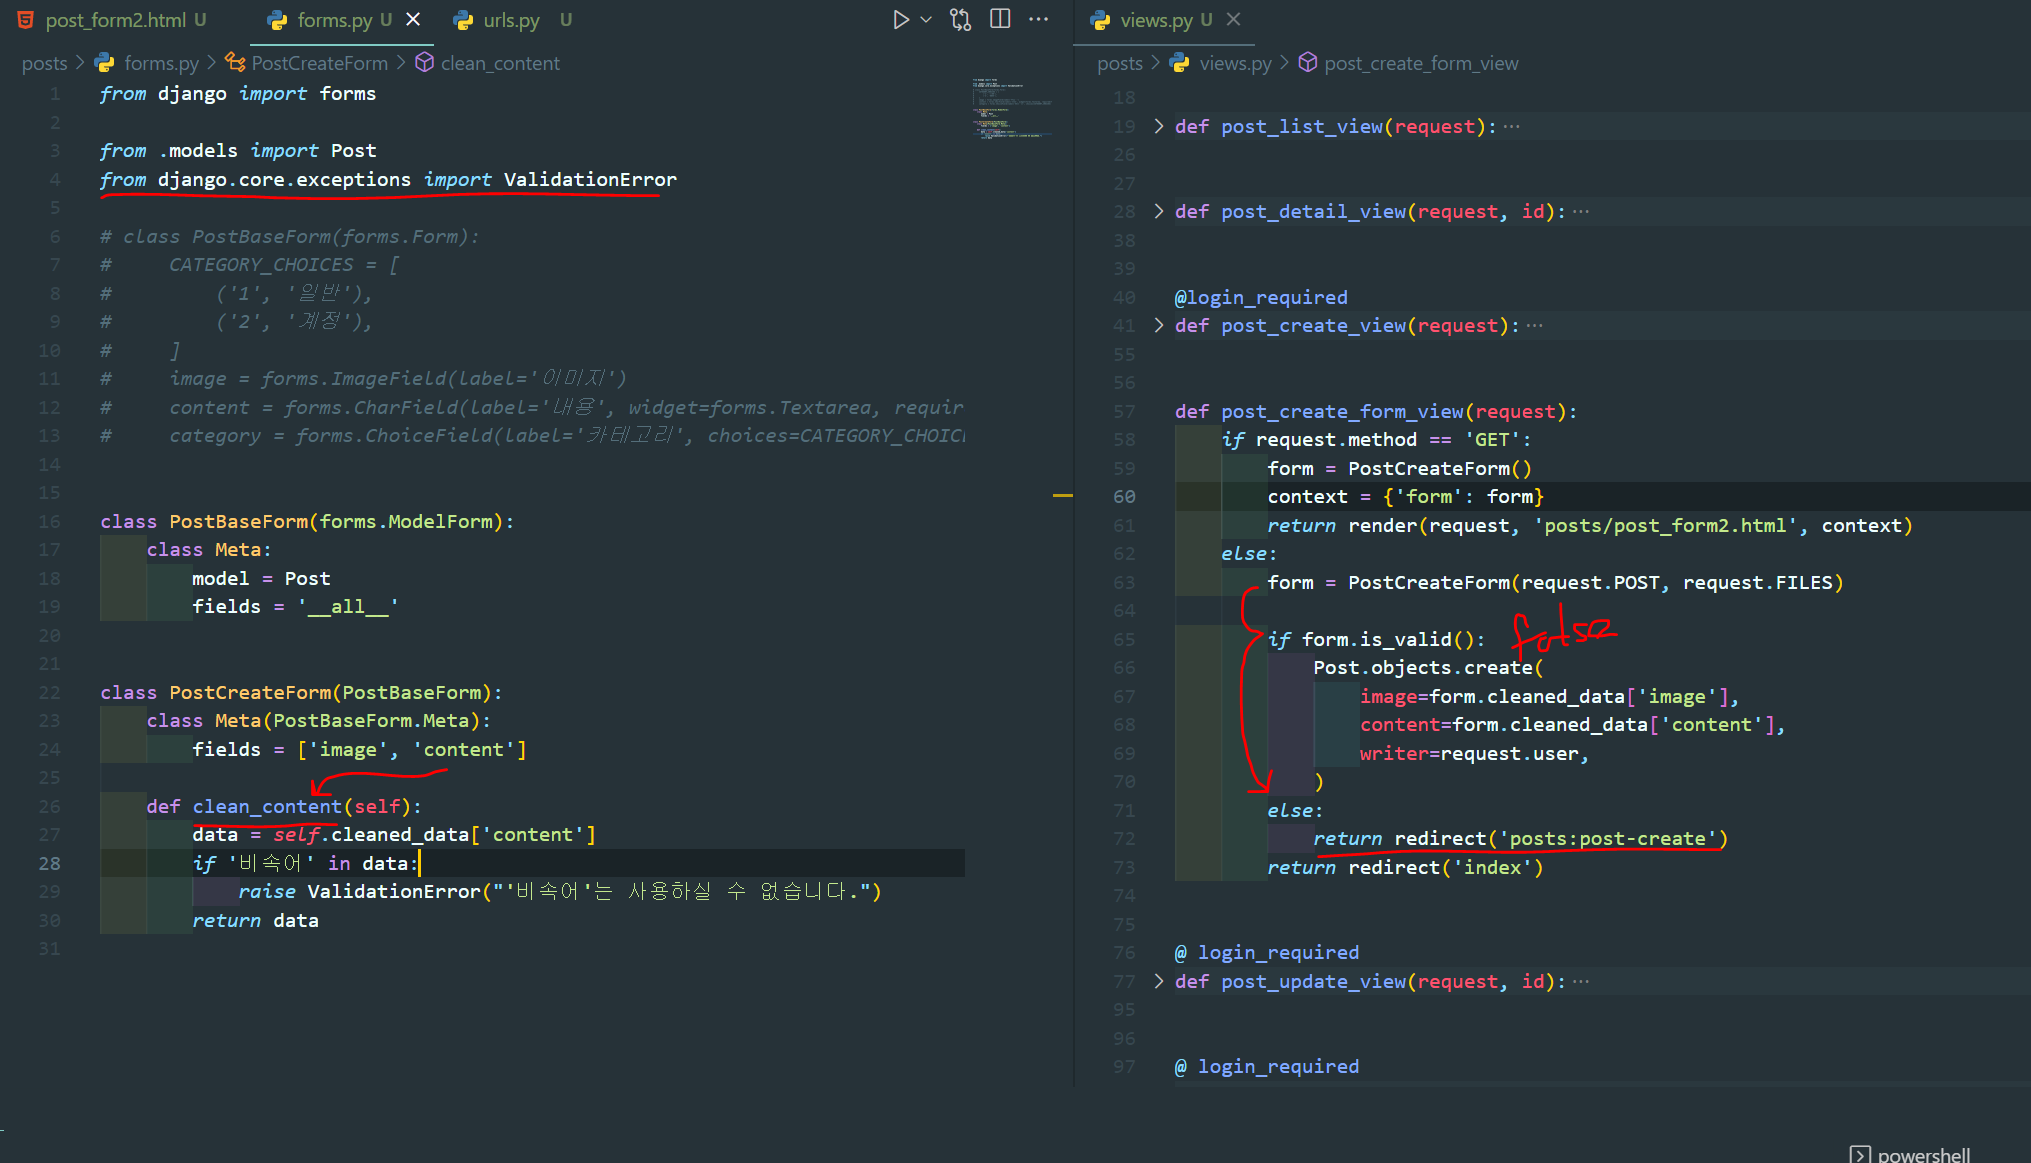 post_form2.html U
forms.py U
urls.py U
posts > forms.py > PostCreateForm > clean_content
1 from django import forms
2
3 from .models import Post
4 from django.core.exceptions import ValidationError
5
6 # class PostBaseForm(forms.Form):
7 #     CATEGORY_CHOICES = [
8 #         ('1', '일반'),
9 #         ('2', '계정'),
10 #     ]
11 #     image = forms.ImageField(label='이미지')
12 #     content = forms.CharField(label='내용', widget=forms.Textarea, requir
13 #     category = forms.ChoiceField(label='카테고리', choices=CATEGORY_CHOIC
14
15
16 class PostBaseForm(forms.ModelForm):
17     class Meta:
18         model = Post
19         fields = '__all__'
20
21
22 class PostCreateForm(PostBaseForm):
23     class Meta(PostBaseForm.Meta):
24         fields = ['image', 'content']
25
26     def clean_content(self):
27         data = self.cleaned_data['content']
28         if '비속어' in data:
29             raise ValidationError("'비속어'는 사용하실 수 없습니다.")
30         return data
31
views.py U
posts > views.py > post_create_form_view
18
19 > def post_list_view(request): ...
26
27
28 > def post_detail_view(request, id): ...
38
39
40 @login_required
41 > def post_create_view(request): ...
55
56
57 def post_create_form_view(request):
58     if request.method == 'GET':
59         form = PostCreateForm()
60         context = {'form': form}
61         return render(request, 'posts/post_form2.html', context)
62     else:
63         form = PostCreateForm(request.POST, request.FILES)
64
65         if form.is_valid(): false
66             Post.objects.create(
67                 image=form.cleaned_data['image'],
68                 content=form.cleaned_data['content'],
69                 writer=request.user,
70             )
71         else:
72             return redirect('posts:post-create')
73         return redirect('index')
74
75
76 @ login_required
77 > def post_update_view(request, id): ...
95
96
97 @ login_required
powershell